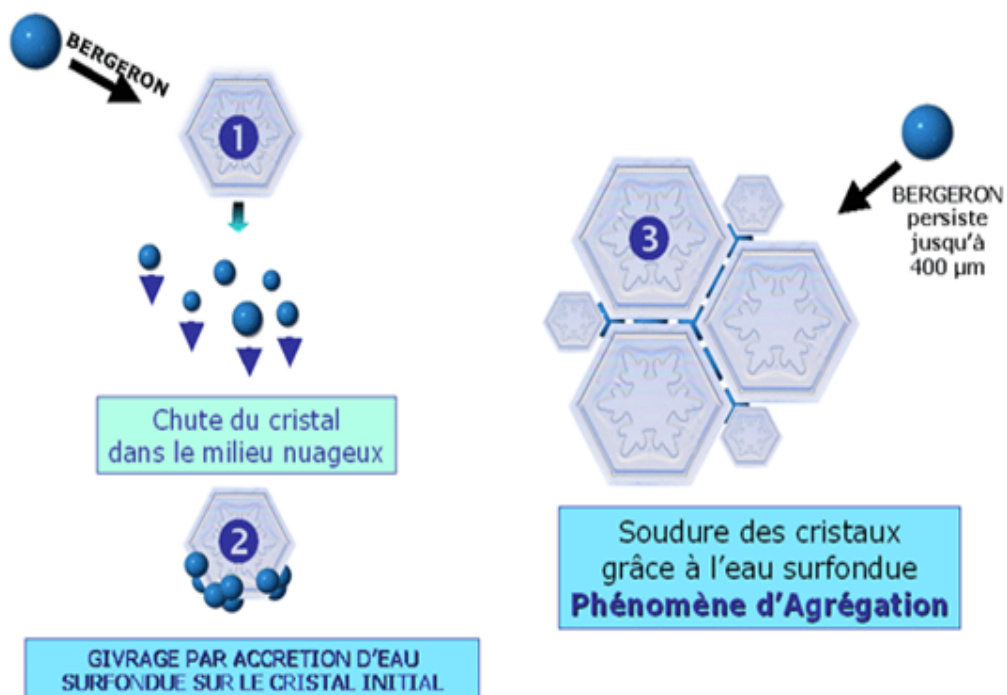 BERGERON
1
Chute du cristal
dans le milieu nuageux
2
GIVRAGE PAR ACCRETION D'EAU
SURFONDUE SUR LE CRISTAL INITIAL
3
BERGERON
persiste
jusqu'à
400 µm
Soudure des cristaux
grâce à l'eau surfondue
Phénomène d'Agrégation